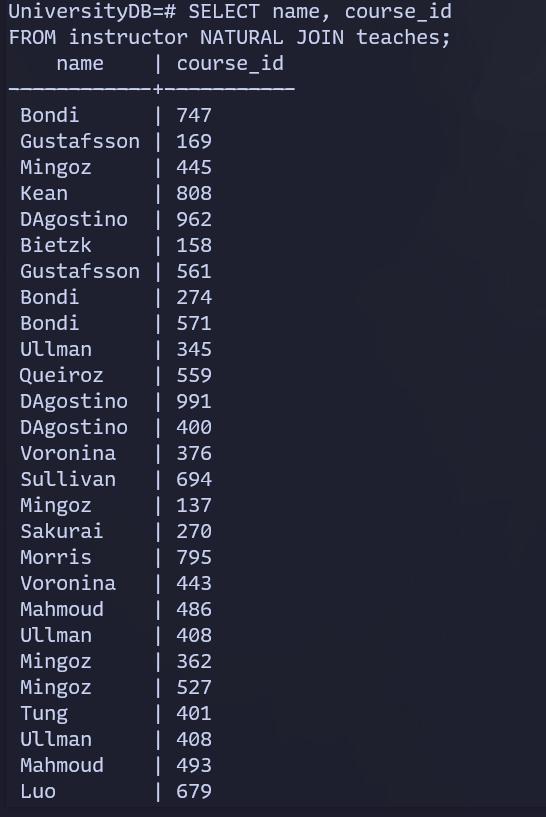 UniversityDB=# SELECT name, course_id
FROM instructor NATURAL JOIN teaches;
    name    | course_id
------------+-----------
 Bondi      | 747
 Gustafsson | 169
 Mingoz     | 445
 Kean       | 808
 DAgostino  | 962
 Bietzk     | 158
 Gustafsson | 561
 Bondi      | 274
 Bondi      | 571
 Ullman     | 345
 Queiroz    | 559
 DAgostino  | 991
 DAgostino  | 400
 Voronina   | 376
 Sullivan   | 694
 Mingoz     | 137
 Sakurai    | 270
 Morris     | 795
 Voronina   | 443
 Mahmoud    | 486
 Ullman     | 408
 Mingoz     | 362
 Mingoz     | 527
 Tung       | 401
 Ullman     | 408
 Mahmoud    | 493
 Luo        | 679